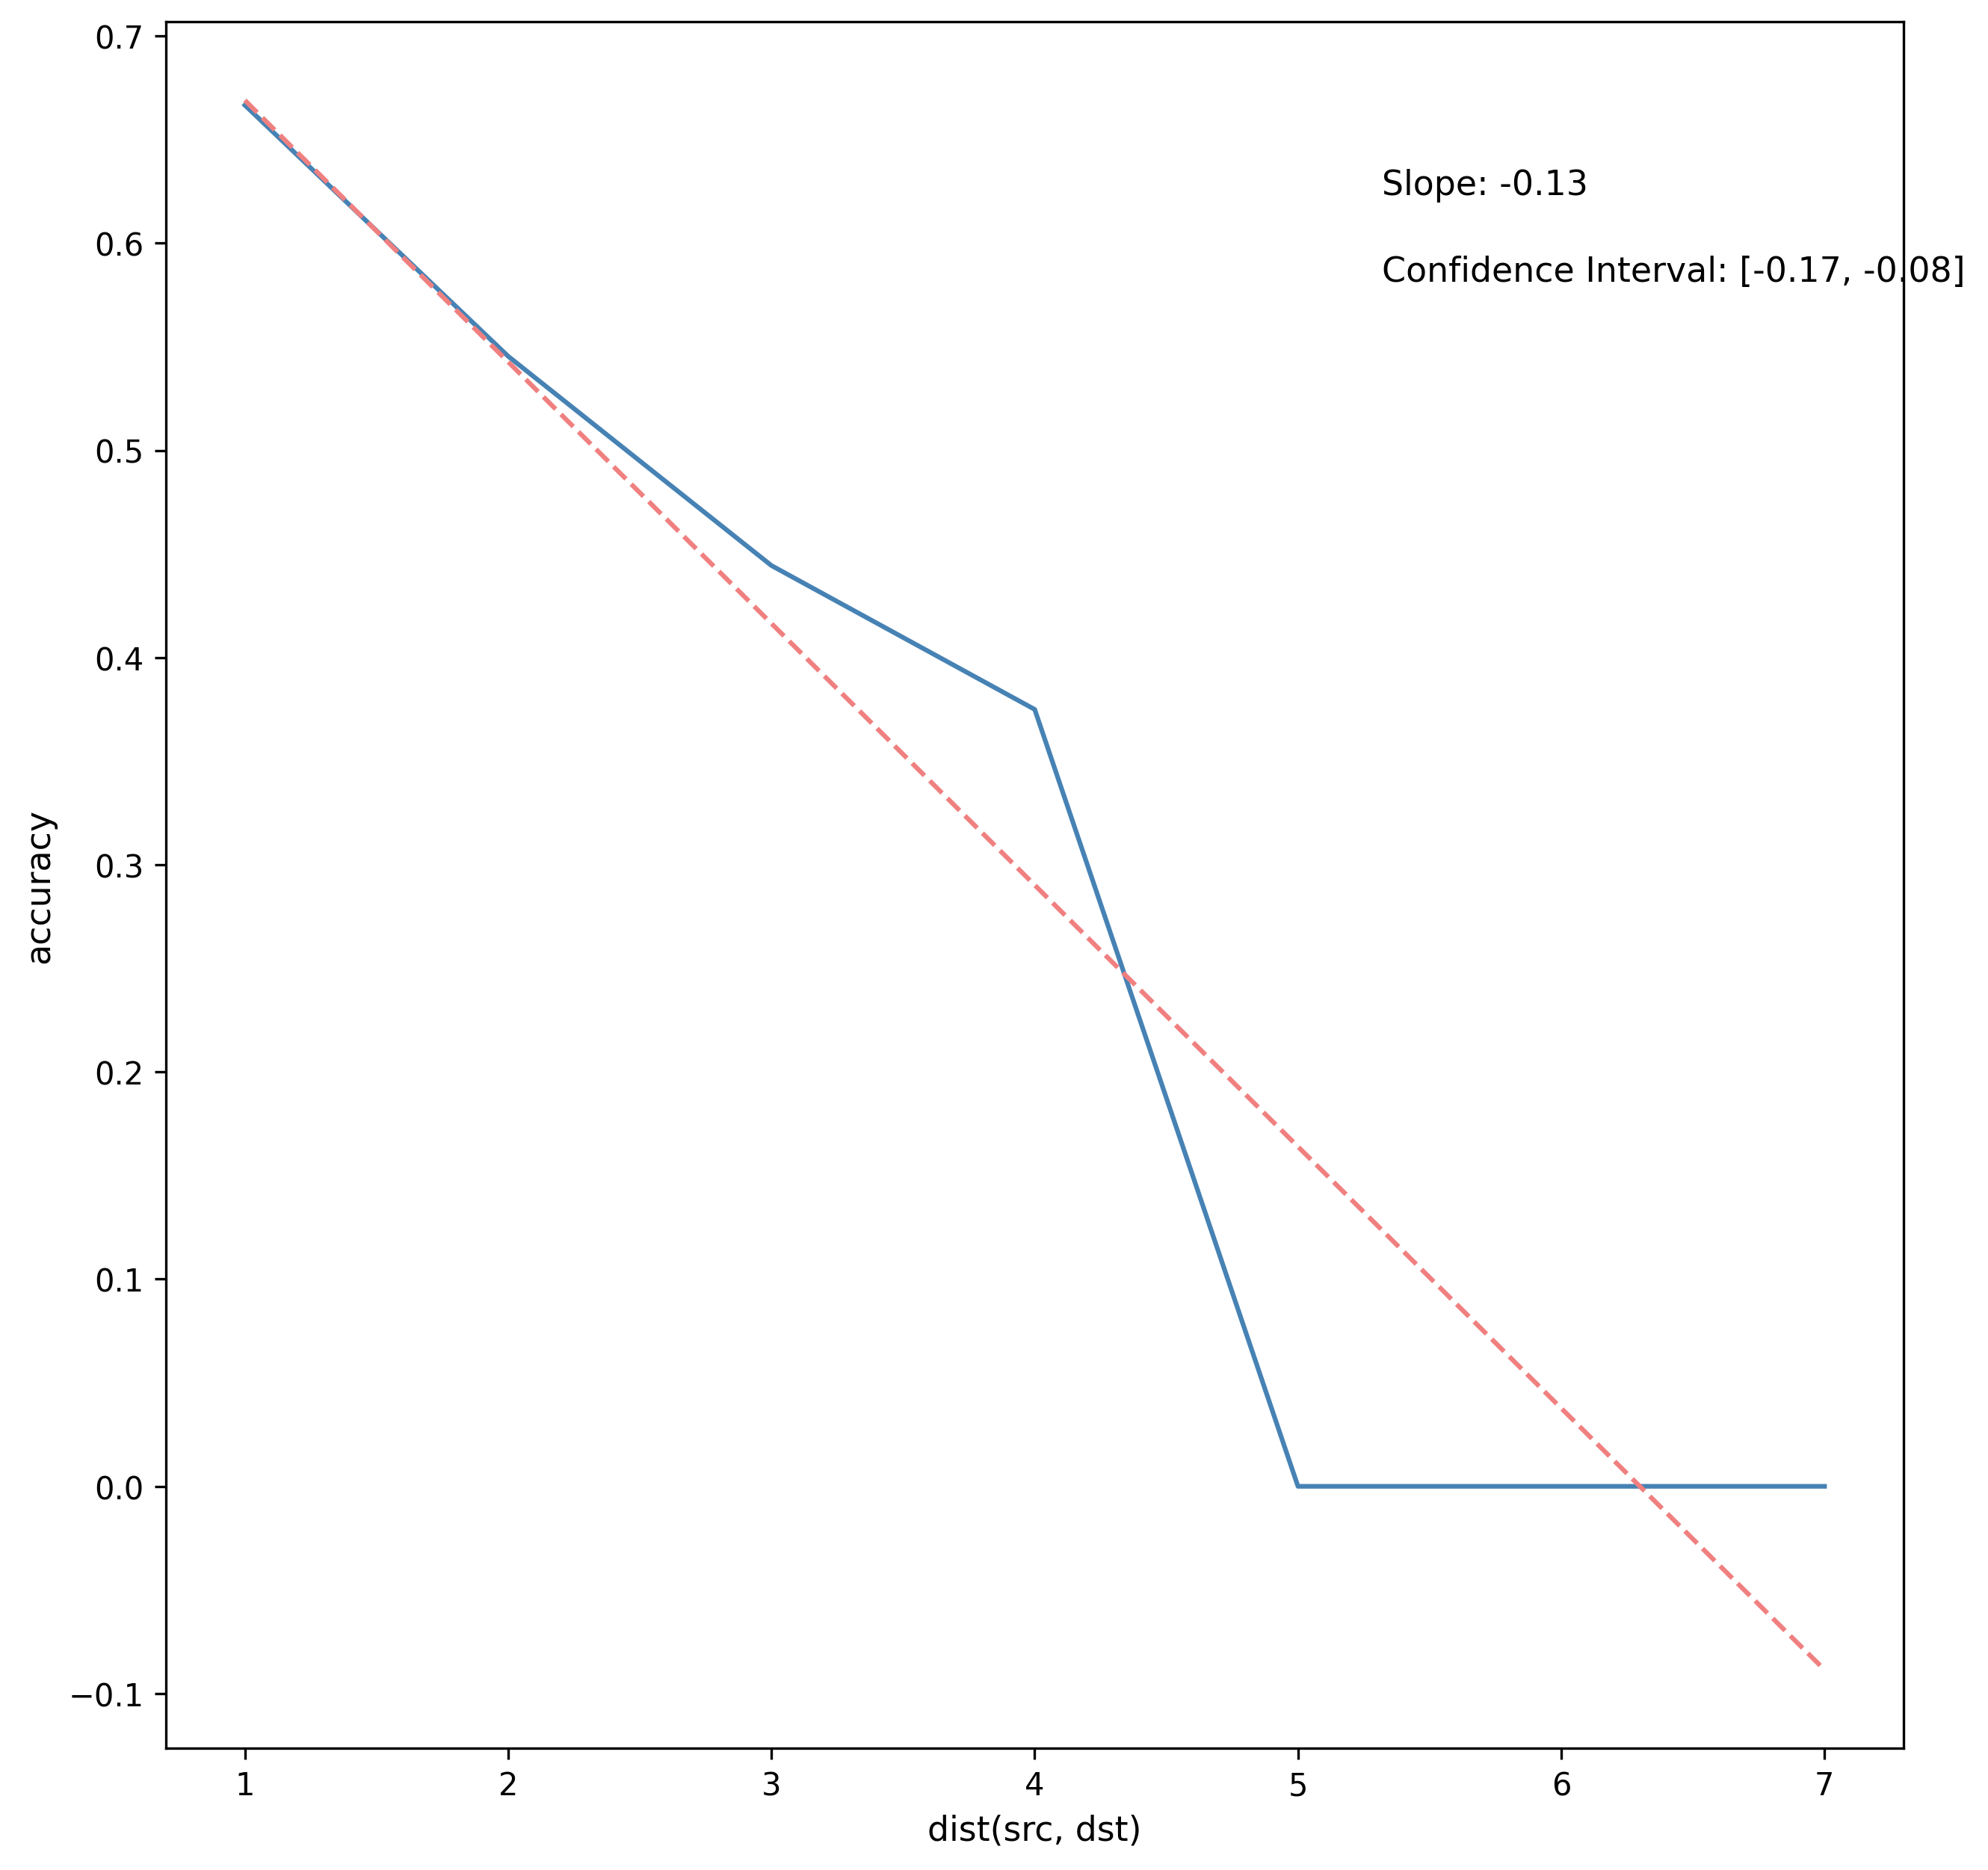 0.7
0.6
0.5
0.4
0.3
0.2
0.1
0.0
−0.1
accuracy
Slope: -0.13
Confidence Interval: [-0.17, -0.08]
1 2 3 4 5 6 7
dist(src, dst)